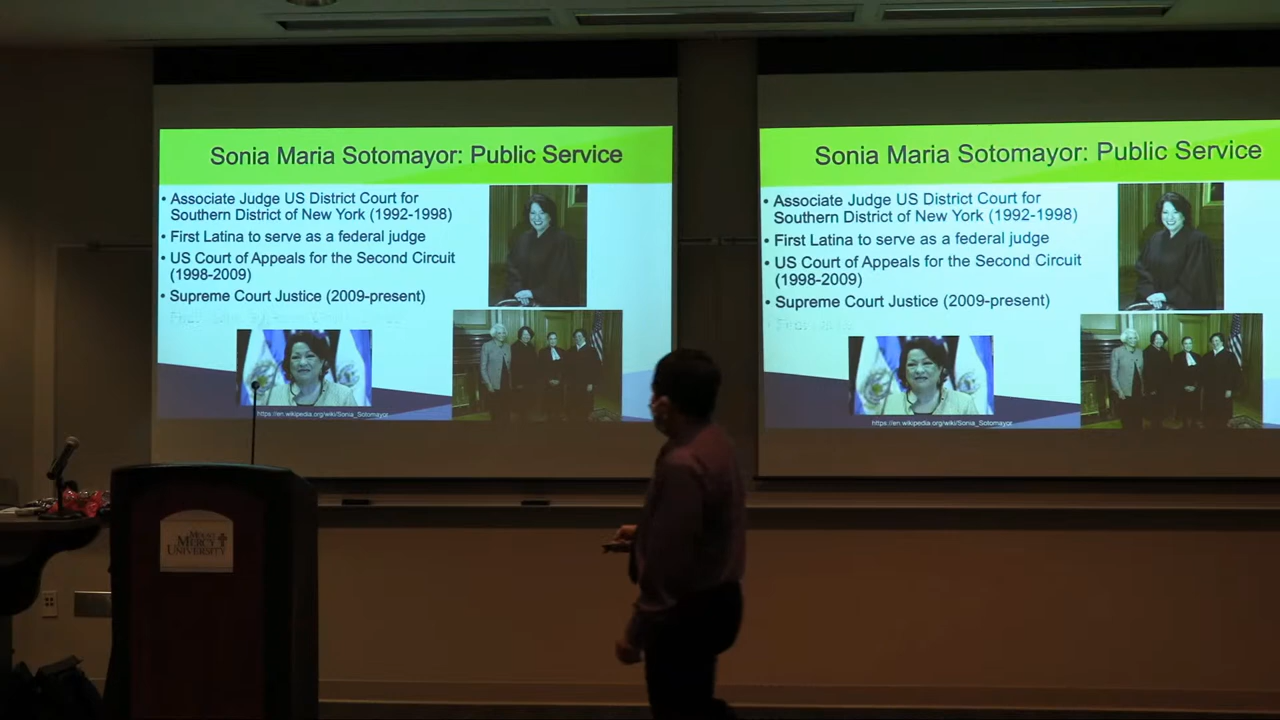 Sonia Maria Sotomayor: Public Service
• Associate Judge US District Court for
Southern District of New York (1992-1998)
• First Latina to serve as a federal judge
• US Court of Appeals for the Second Circuit
(1998-2009)
• Supreme Court Justice (2009-present)
https://en.wikipedia.org/wiki/Sonia_Sotomayor
Sonia Maria Sotomayor: Public Service
• Associate Judge US District Court for
Southern District of New York (1992-1998)
• First Latina to serve as a federal judge
• US Court of Appeals for the Second Circuit
(1998-2009)
• Supreme Court Justice (2009-present)
https://en.wikipedia.org/wiki/Sonia_Sotomayor
MOUNT
MERCY
UNIVERSITY